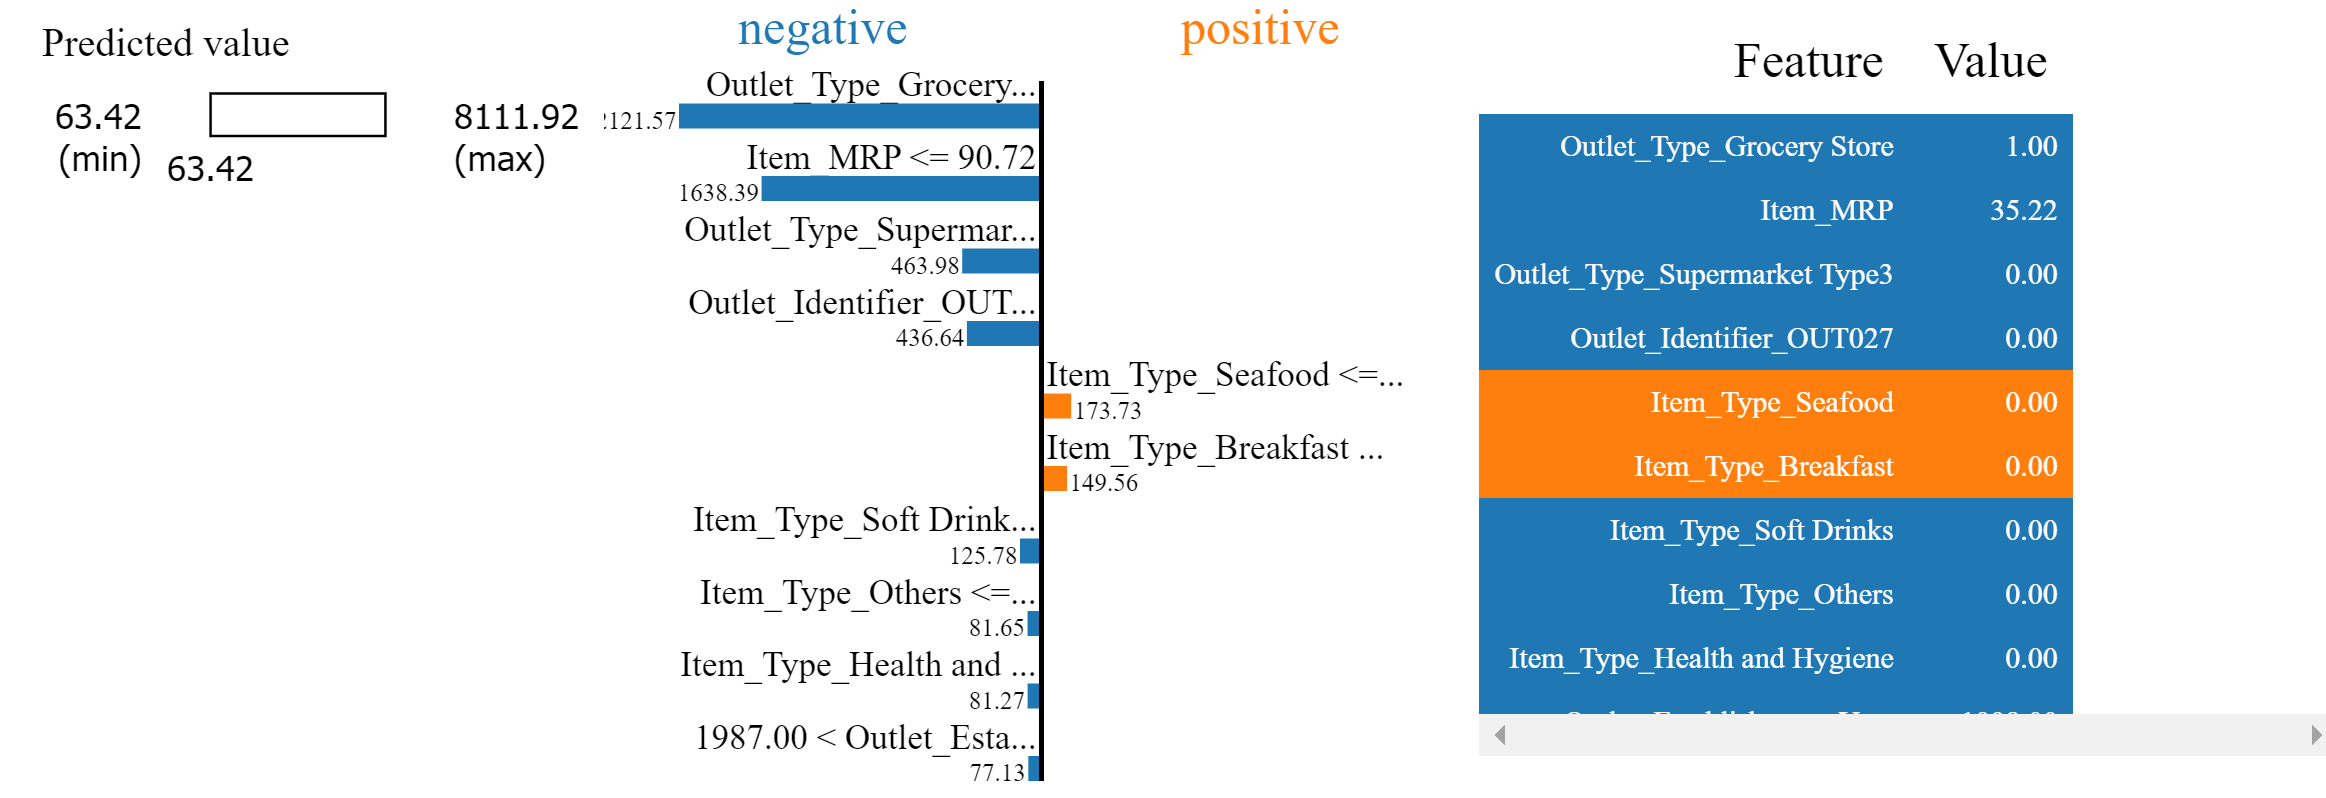 Predicted value
63.42
(min)
8111.92
(max)
63.42
negative
positive
Outlet_Type_Grocery...
2121.57
Item_MRP <= 90.72
1638.39
Outlet_Type_Supermar...
463.98
Outlet_Identifier_OUT...
436.64
Item_Type_Seafood <=...
173.73
Item_Type_Breakfast ...
149.56
Item_Type_Soft Drink...
125.78
Item_Type_Others <=...
81.65
Item_Type_Health and ...
81.27
1987.00 < Outlet_Esta...
77.13
Feature Value
Outlet_Type_Grocery Store 1.00
Item_MRP 35.22
Outlet_Type_Supermarket Type3 0.00
Outlet_Identifier_OUT027 0.00
Item_Type_Seafood 0.00
Item_Type_Breakfast 0.00
Item_Type_Soft Drinks 0.00
Item_Type_Others 0.00
Item_Type_Health and Hygiene 0.00